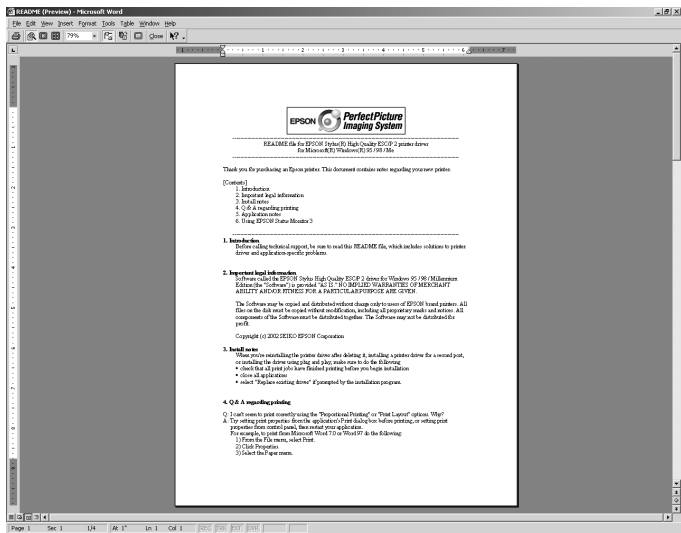 README (Preview) - Microsoft Word
File Edit View Insert Format Tools Table Window Help
79% Close
EPSON PerfectPicture
Imaging System
README file for EPSON Stylus(R) High Quality ESC/P 2 printer driver
for Microsoft(R) Windows(R) 95 / 98 / Me
Thank you for purchasing an Epson printer. This document contains notes regarding your new printer.
[Contents]
1. Introduction
2. Important legal information
3. Install notes
4. Q & A regarding printing
5. Application notes
6. Using EPSON Status Monitor 3
1. Introduction
Before calling technical support, be sure to read this README file, which includes solutions to printer
driver and application-specific problems.
2. Important legal information
Software called the EPSON Stylus High Quality ESC/P 2 driver for Windows 95 / 98 / Millennium
Edition (the "Software") is provided "AS IS." NO IMPLIED WARRANTIES OF MERCHANT
ABILITY AND/OR FITNESS FOR A PARTICULAR PURPOSE ARE GIVEN.
The Software may be copied and distributed without charge only to users of EPSON brand printers. All
files on the disk must be copied without modification, including all proprietary marks and notices. All
components of the Software must be distributed together. The Software may not be distributed for
profit.
Copyright (c) 2002 SEIKO EPSON Corporation
3. Install notes
When you're reinstalling the printer driver after deleting it, installing a printer driver for a second port,
or installing the driver using plug and play, make sure to do the following:
• check that all print jobs have finished printing before you begin installation
• close all applications
• select "Replace existing driver" if prompted by the installation program.
4. Q & A regarding printing
Q: I can't seem to print correctly using the "Proportional Printing" or "Print Layout" options. Why?
A: Try setting print properties from the application's Print dialog box before printing, or setting print
properties from control panel, then restart your application.
For example, to print from Microsoft Word 7.0 or Word 97 do the following:
1) From the File menu, select Print.
2) Click Properties.
3) Select the Paper menu.
Page 1 Sec 1 1/4 At 1" Ln 1 Col 1 REC TRK EXT OVR